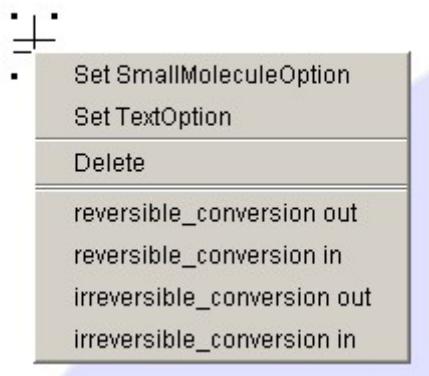 Set SmallMoleculeOption
Set TextOption
Delete
reversible_conversion out
reversible_conversion in
irreversible_conversion out
irreversible_conversion in